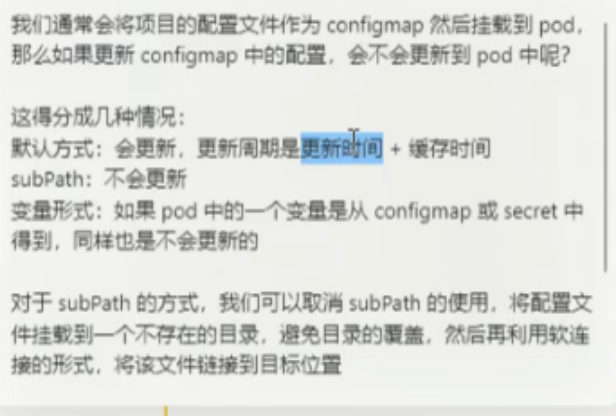 我们通常会将项目的配置文件作为 configmap 然后挂载到 pod，
那么如果更新 configmap 中的配置，会不会更新到 pod 中呢？
这得分成几种情况：
默认方式：会更新，更新周期是更新时间 + 缓存时间
subPath：不会更新
变量形式：如果 pod 中的一个变量是从 configmap 或 secret 中
得到，同样也是不会更新的
对于 subPath 的方式，我们可以取消 subPath 的使用，将配置文
件挂载到一个不存在的目录，避免目录的覆盖，然后再利用软连
接的形式，将该文件链接到目标位置